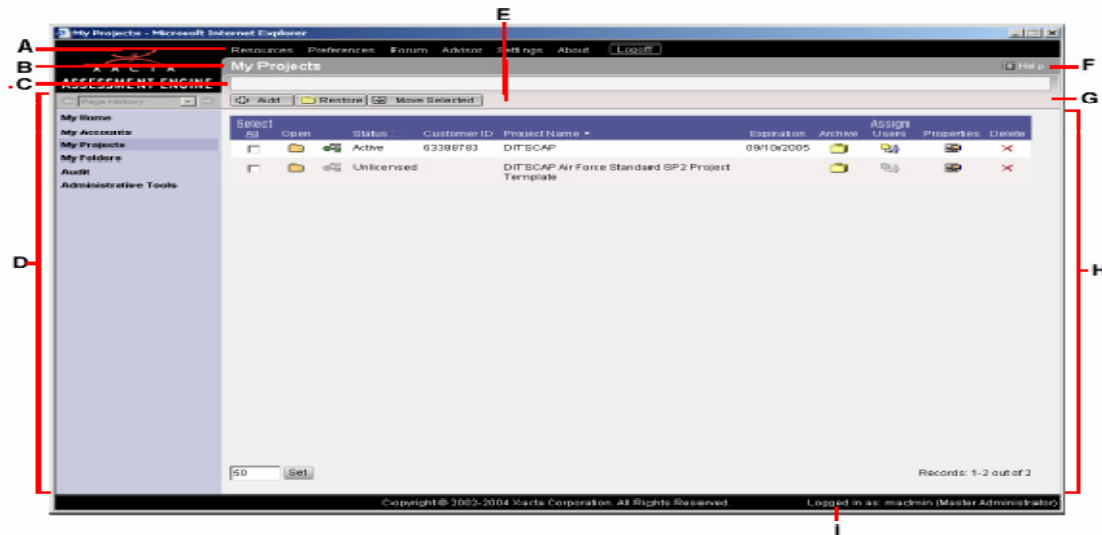 E
My Projects - Microsoft Internet Explorer
A
Resources Preferences Forum Advisor Settings About Logoff
B
XACTA
My Projects
Help
F
.C
ASSESSMENT ENGINE
Page History
Add Restore Move Selected
G
My Home
My Accounts
My Projects
My Folders
Audit
Administrative Tools
Select All Open Status Customer ID Project Name Expiration Archive Assign Users Properties Delete
Active 63398783 DITSCAP 09/10/2005
Unlicensed DITSCAP Air Force Standard SP2 Project
Template
D
H
50 Set Records: 1-2 out of 2
Copyright © 2002-2004 Xacta Corporation. All Rights Reserved. Logged in as: madmin (Master Administrator)
I